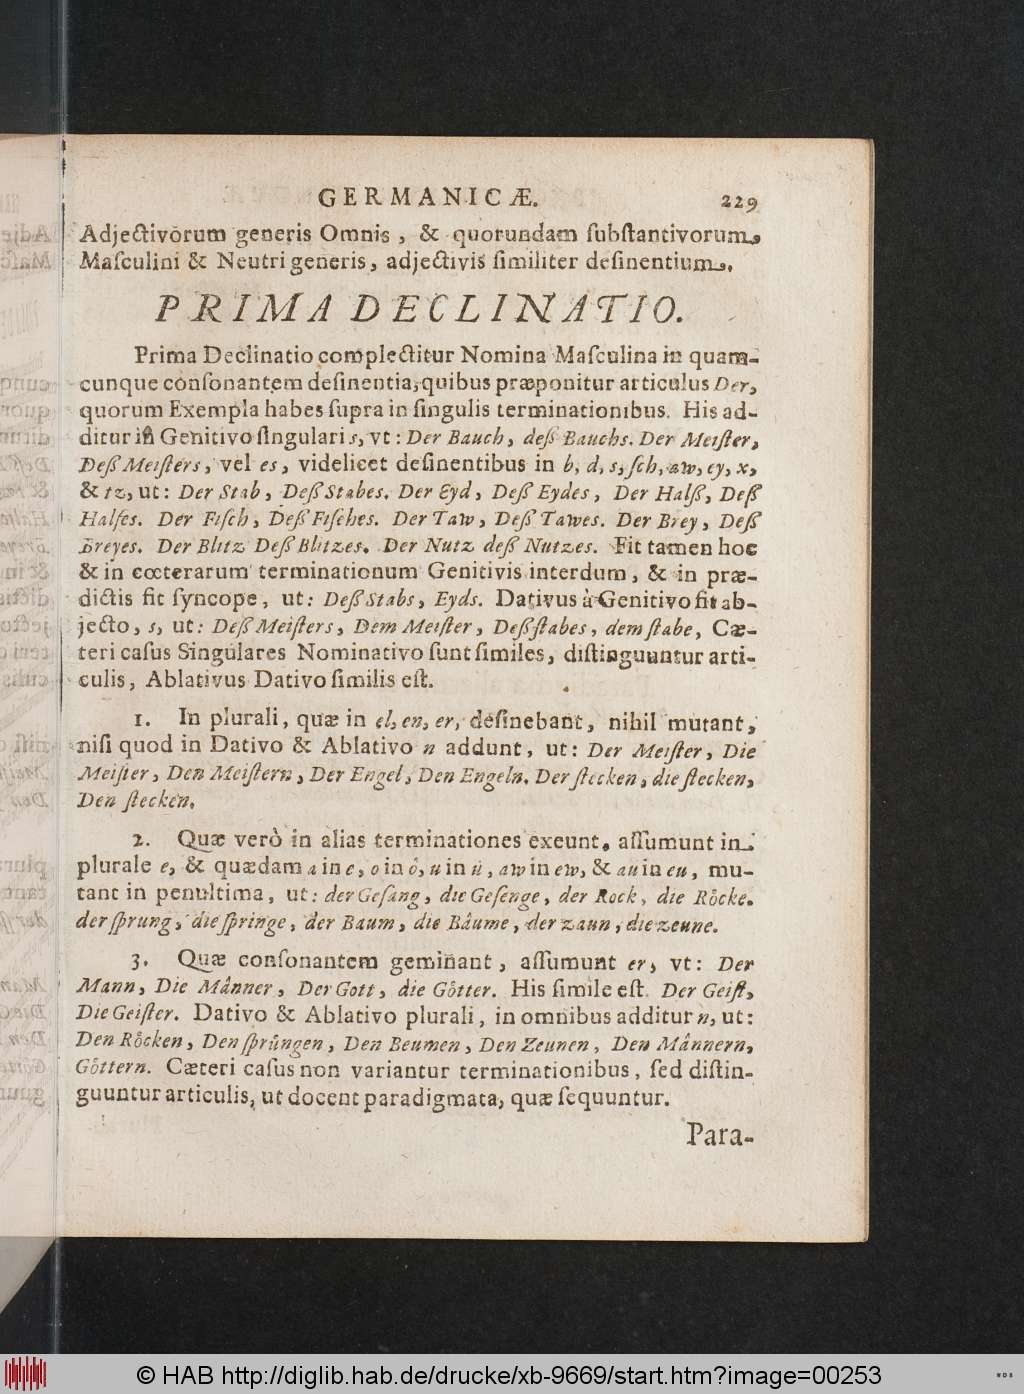 GERMANICÆ. 229
Adjectivorum generis Omnis, & quorundam ſubſtantivorum,
Maſculini & Neutri generis, adjectivis ſimiliter deſinentium.
PRIMA DECLINATIO.
Prima Declinatio complectitur Nomina Maſculina in quam-
cunque conſonantem deſinentia, quibus præponitur articulus Der,
quorum Exempla habes ſupra in ſingulis terminationibus. His ad-
ditur in Genitivo ſingulari s, vt: Der Bauch, deß Bauchs. Der Meiſter,
Deß Meiſters, vel es, videlicet deſinentibus in b, d, s, ſch, aw, ey, x,
& tz, ut: Der Stab, Deß Stabes. Der Eyd, Deß Eydes, Der Halß, Deß
Halſes. Der Fiſch, Deß Fiſches. Der Taw, Deß Tawes. Der Brey, Deß
Breyes. Der Blitz Deß Blitzes. Der Nutz deß Nutzes. Fit tamen hoc
& in cœterarum terminationum Genitivis interdum, & in præ-
dictis fit ſyncope, ut: Deß Stabs, Eyds. Dativus à Genitivo fit ab-
jecto, s, ut: Deß Meiſters, Dem Meiſter, Deß ſtabes, dem ſtabe, Cæ-
teri caſus Singulares Nominativo ſunt ſimiles, diſtinguuntur arti-
culis, Ablativus Dativo ſimilis eſt.
1. In plurali, quæ in el, en, er, deſinebant, nihil mutant,
niſi quod in Dativo & Ablativo n addunt, ut: Der Meiſter, Die
Meiſter, Den Meiſtern, Der Engel, Den Engeln. Der ſtecken, die ſtecken,
Den ſtecken.
2. Quæ verò in alias terminationes exeunt, aſſumunt in
plurale e, & quædam a in e, o in ö, u in ü, aw in ew, & au in eu, mu-
tant in penultima, ut: der Geſang, die Geſenge, der Rock, die Röcke.
der ſprung, die ſpringe, der Baum, die Bäume, der zaun, die zeune.
3. Quæ conſonantem geminant, aſſumunt er, vt: Der
Mann, Die Männer, Der Gott, die Götter. His ſimile eſt. Der Geiſt,
Die Geiſter. Dativo & Ablativo plurali, in omnibus additur n, ut:
Den Röcken, Den ſprüngen, Den Beumen, Den Zeunen, Den Männern,
Göttern. Cæteri caſus non variantur terminationibus, ſed diſtin-
guuntur articulis, ut docent paradigmata, quæ ſequuntur.
Para-
© HAB http://diglib.hab.de/drucke/xb-9669/start.htm?image=00253